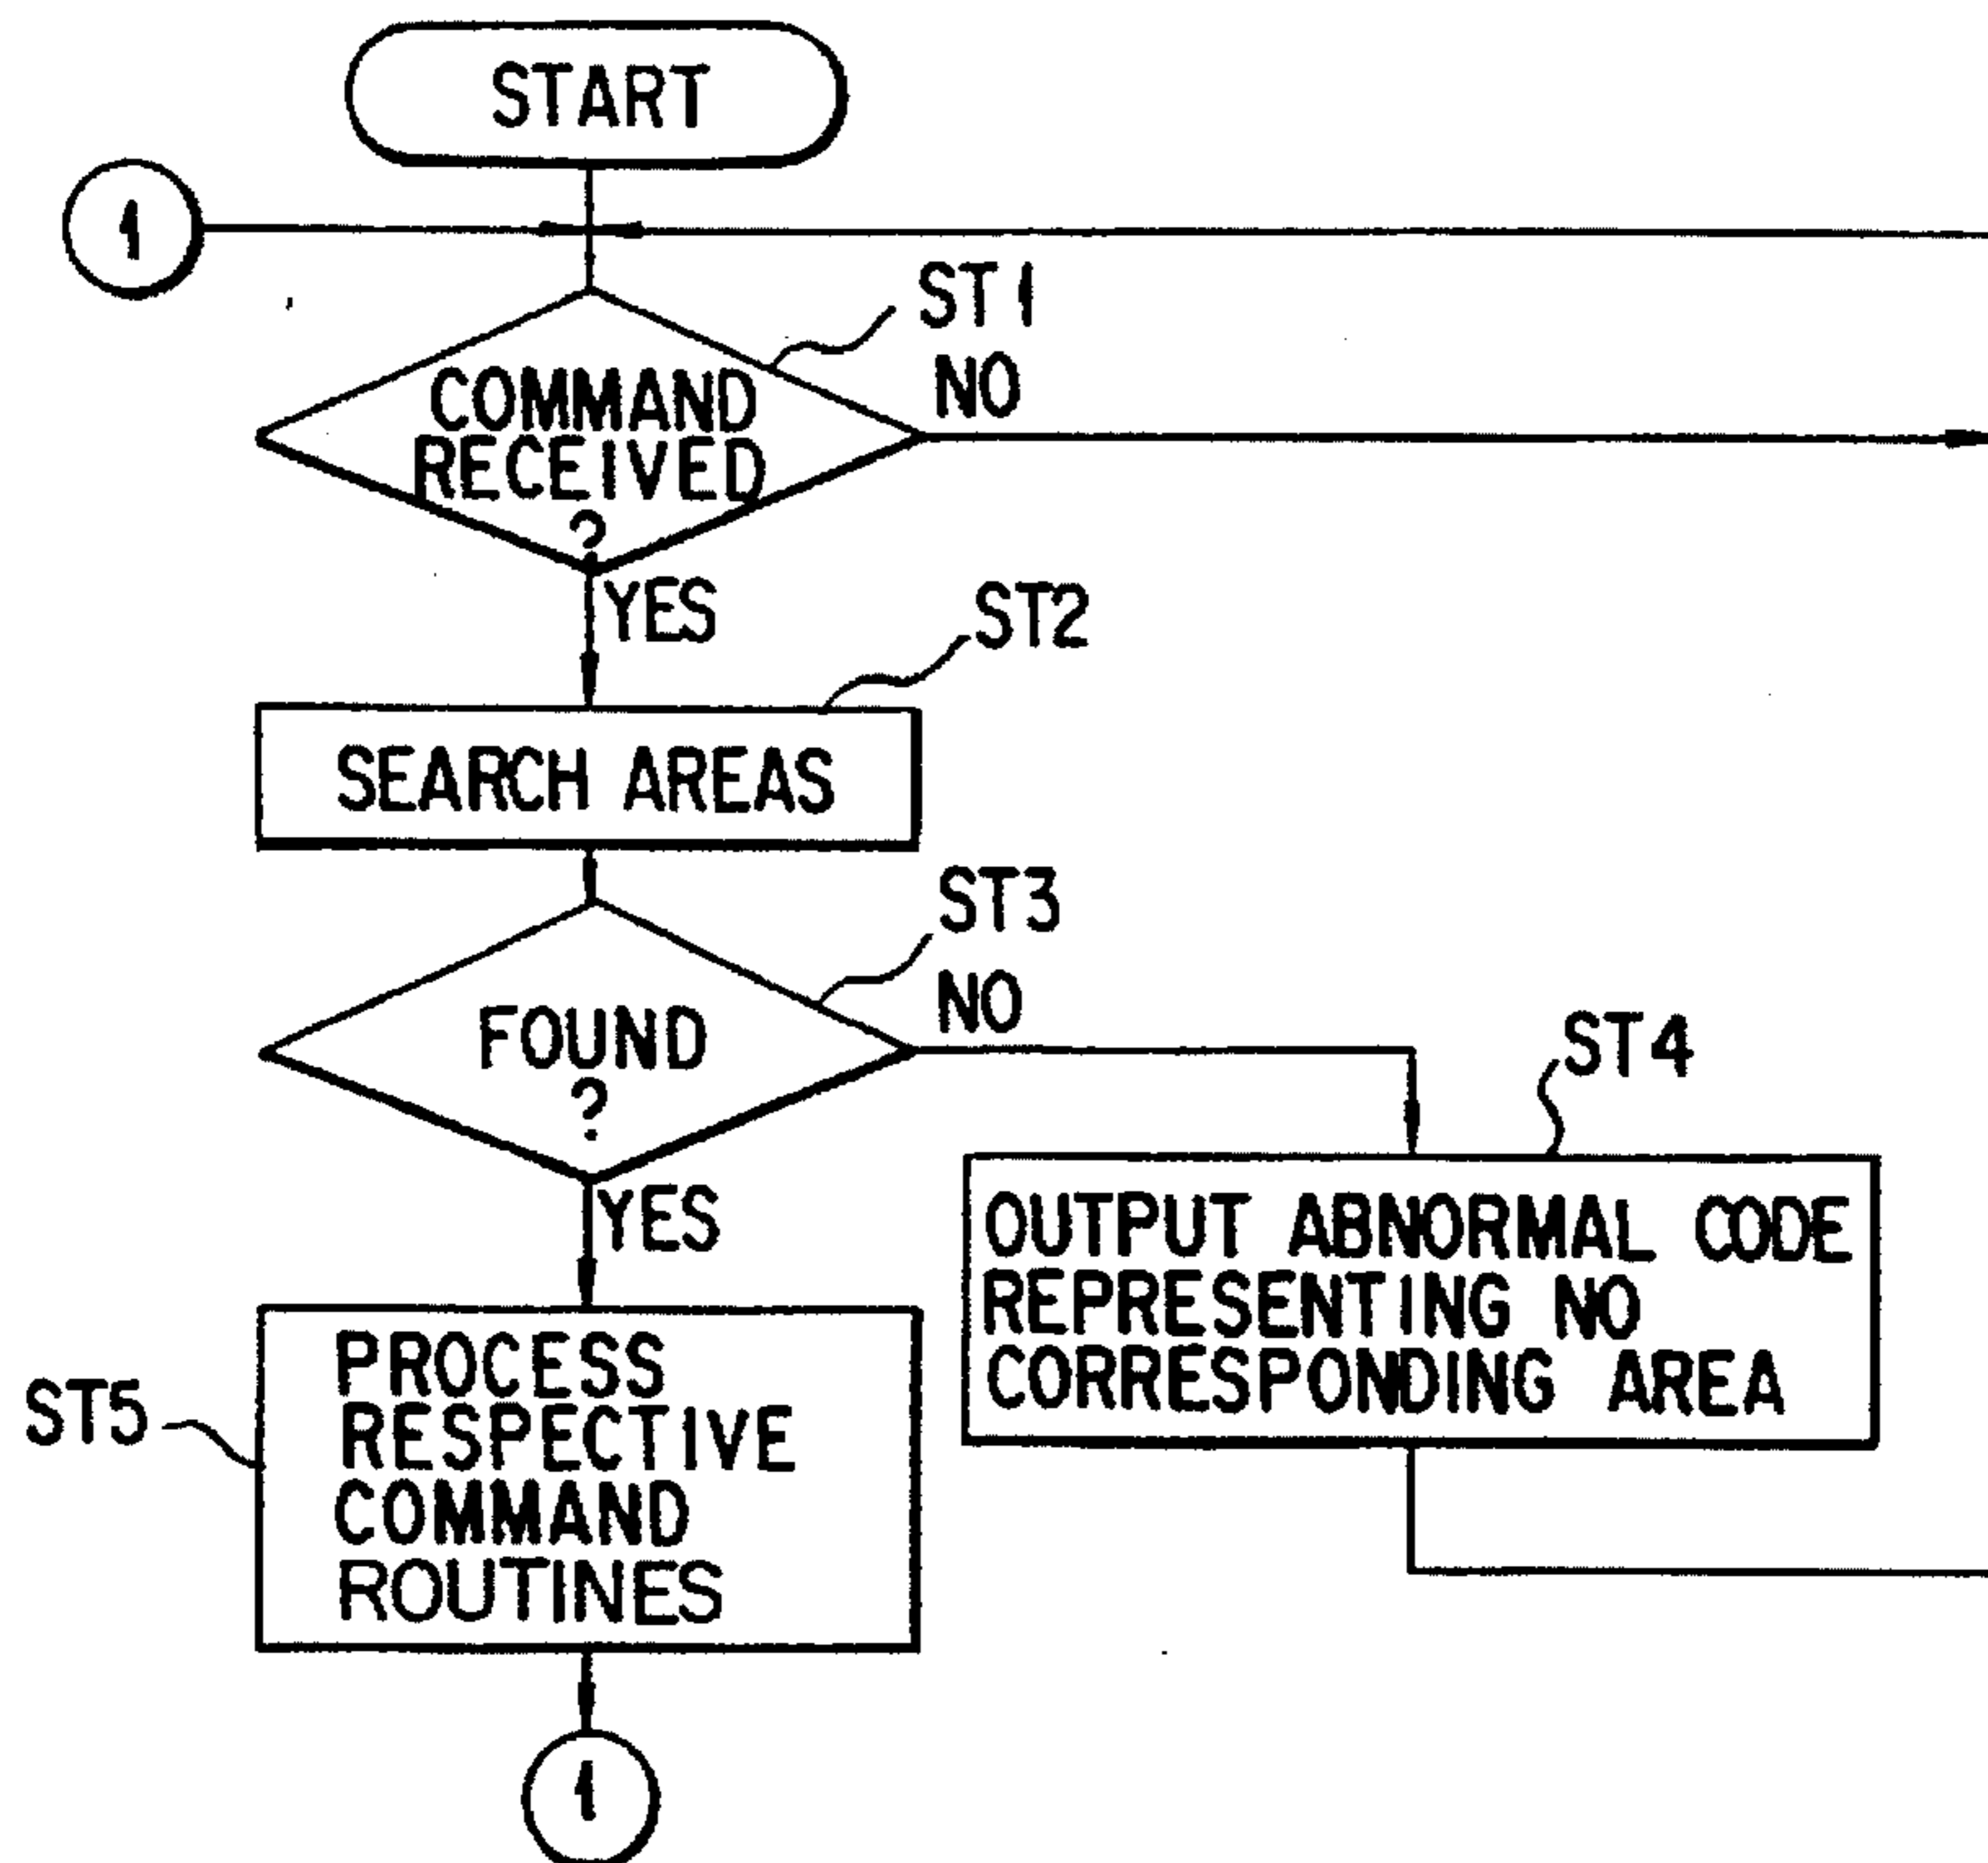 START
1
ST1
NO
COMMAND
RECEIVED
?
YES
ST2
SEARCH AREAS
ST3
NO
FOUND
?
YES
ST4
OUTPUT ABNORMAL CODE
REPRESENTING NO
CORRESPONDING AREA
ST5
PROCESS
RESPECTIVE
COMMAND
ROUTINES
1